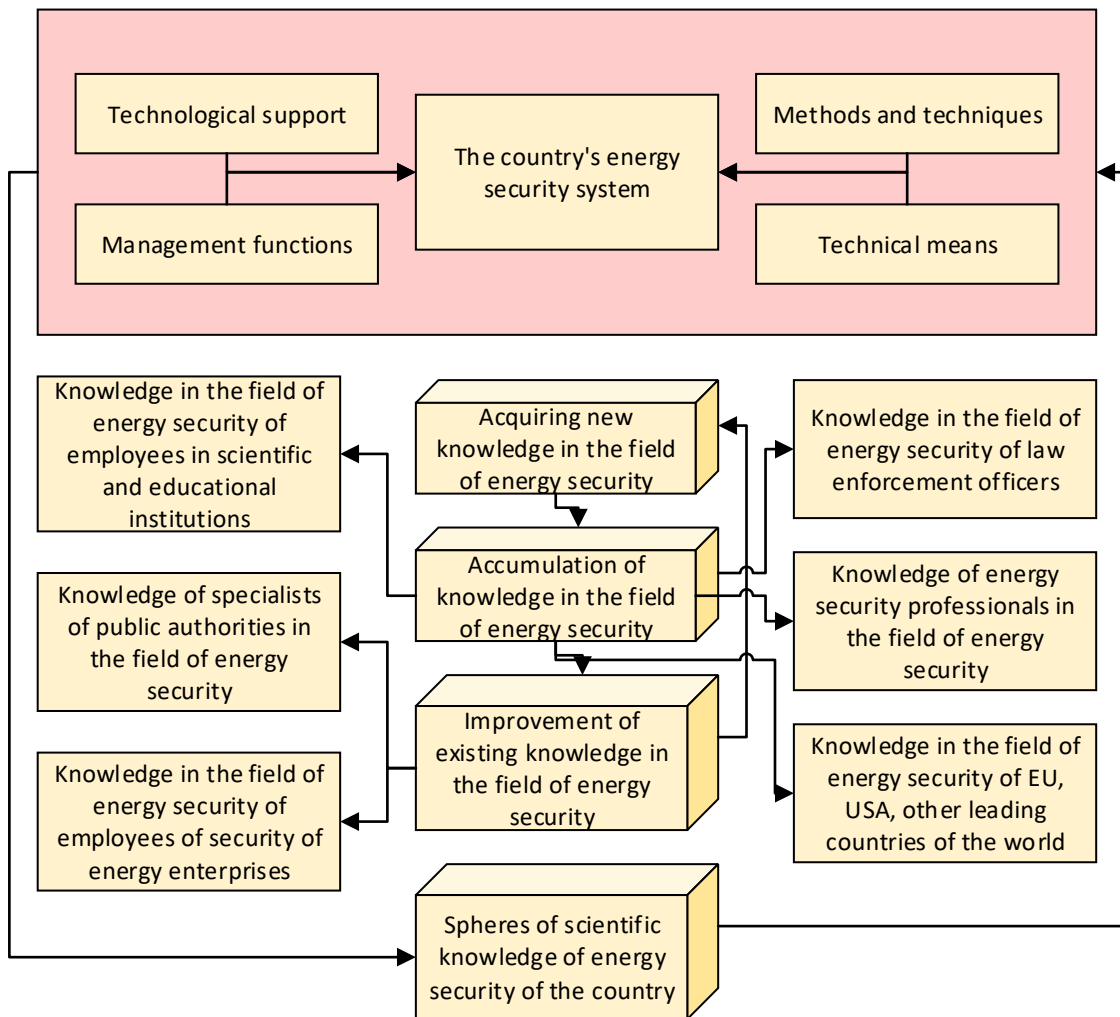 Technological support
Management functions
The country's energy
security system
Methods and techniques
Technical means
Knowledge in the field of
energy security of
employees in scientific
and educational
institutions
Knowledge of specialists
of public authorities in
the field of energy
security
Knowledge in the field of
energy security of
employees of security of
energy enterprises
Acquiring new
knowledge in the field
of energy security
Accumulation of
knowledge in the field
of energy security
Improvement of
existing knowledge in
the field of energy
security
Spheres of scientific
knowledge of energy
security of the country
Knowledge in the field of
energy security of law
enforcement officers
Knowledge of energy
security professionals in
the field of energy
security
Knowledge in the field of
energy security of EU,
USA, other leading
countries of the world